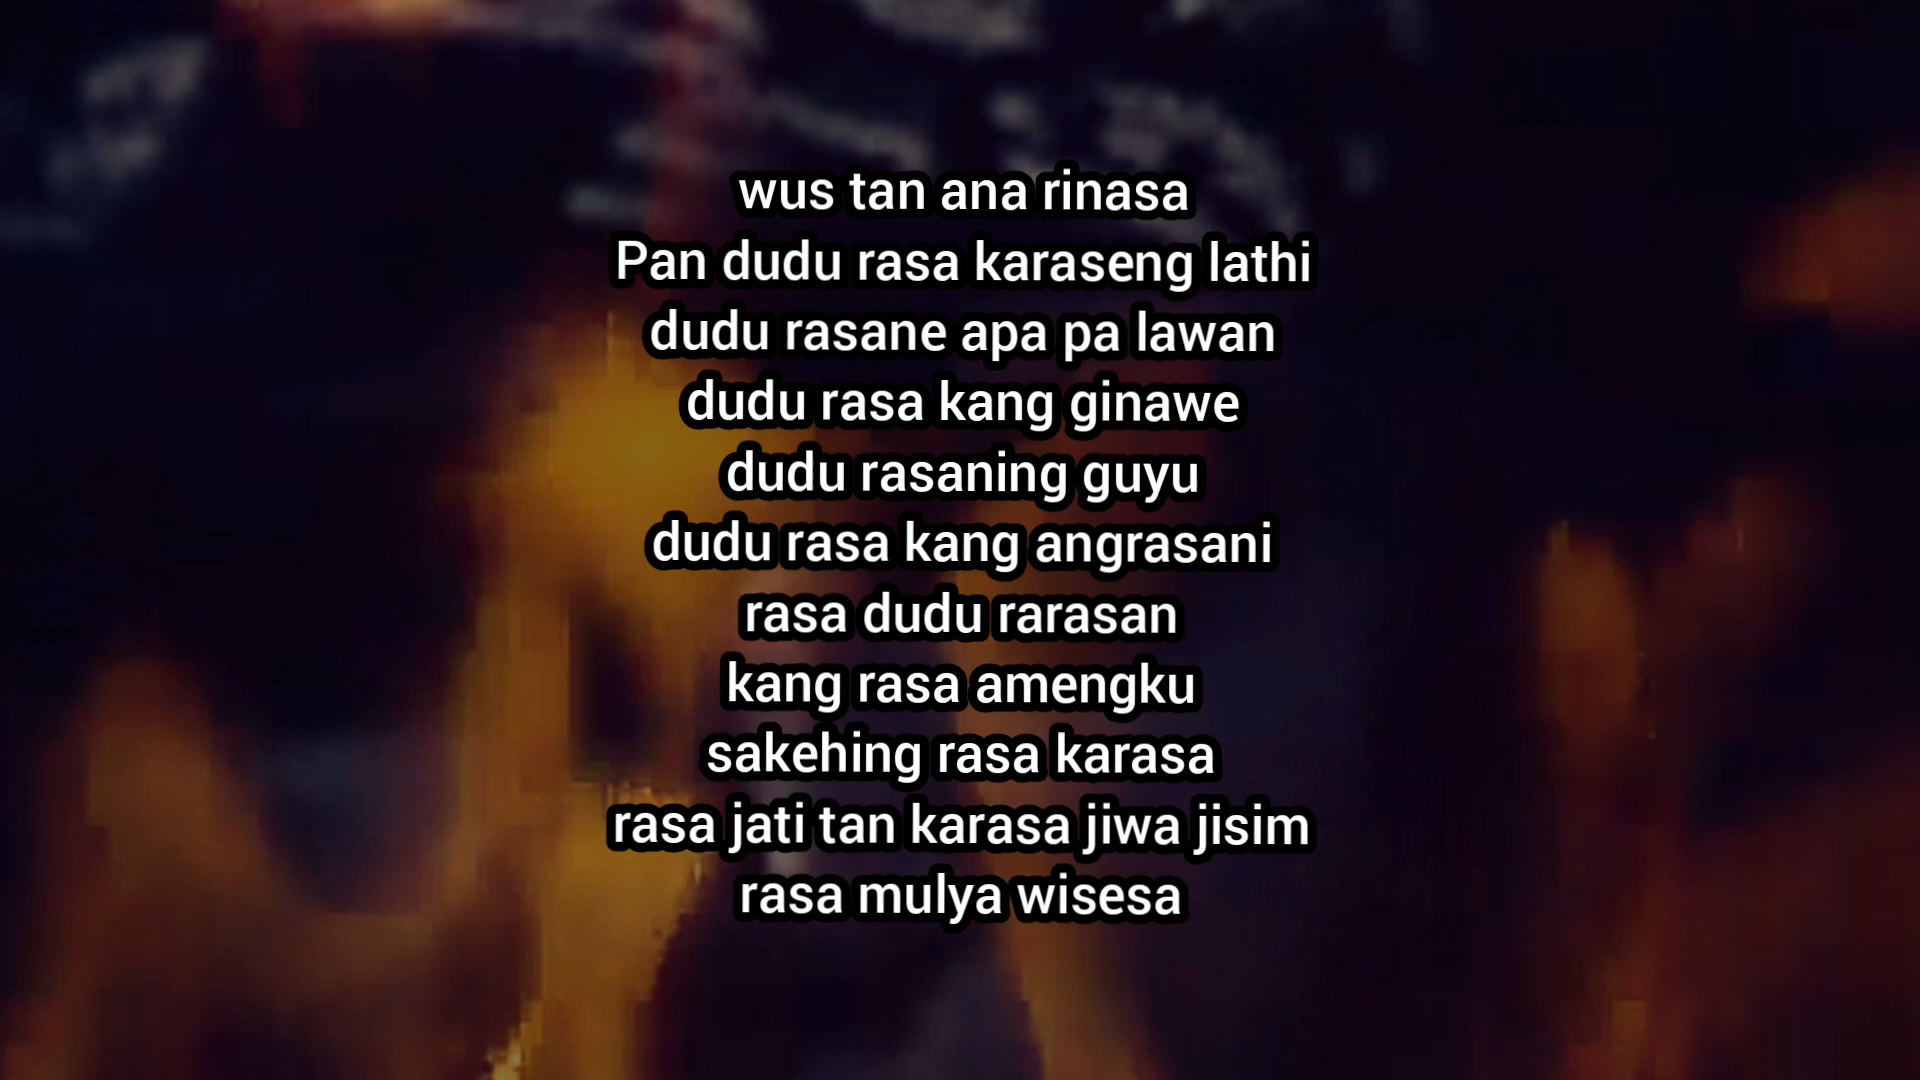 wus tan ana rinasa
Pan dudu rasa karaseng lathi
dudu rasane apa pa lawan
dudu rasa kang ginawe
dudu rasaning guyu
dudu rasa kang angrasani
rasa dudu rarasan
kang rasa amengku
sakehing rasa karasa
rasa jati tan karasa jiwa jisim
rasa mulya wisesa